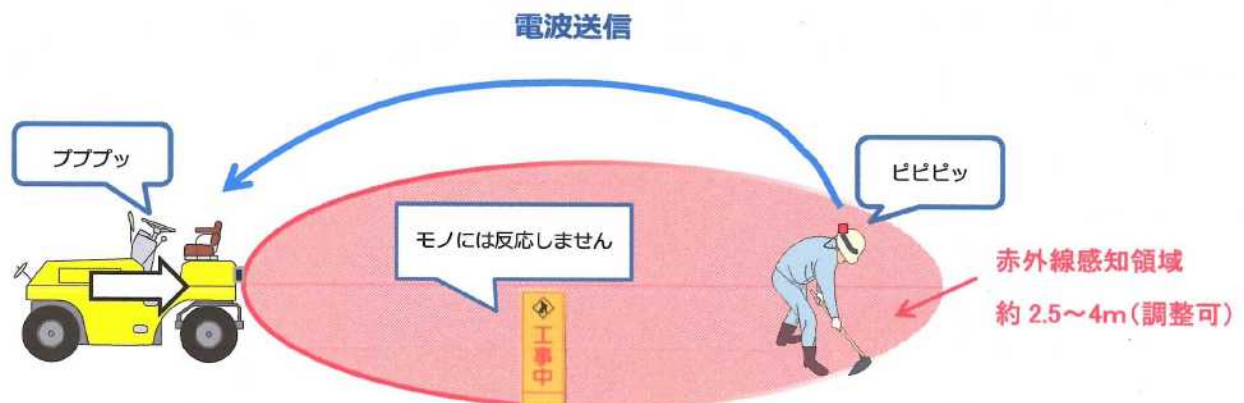 電波送信
ブブブッ
ピピピッ
モノには反応しません
赤外線感知領域
約 2.5～4m(調整可)
工事中